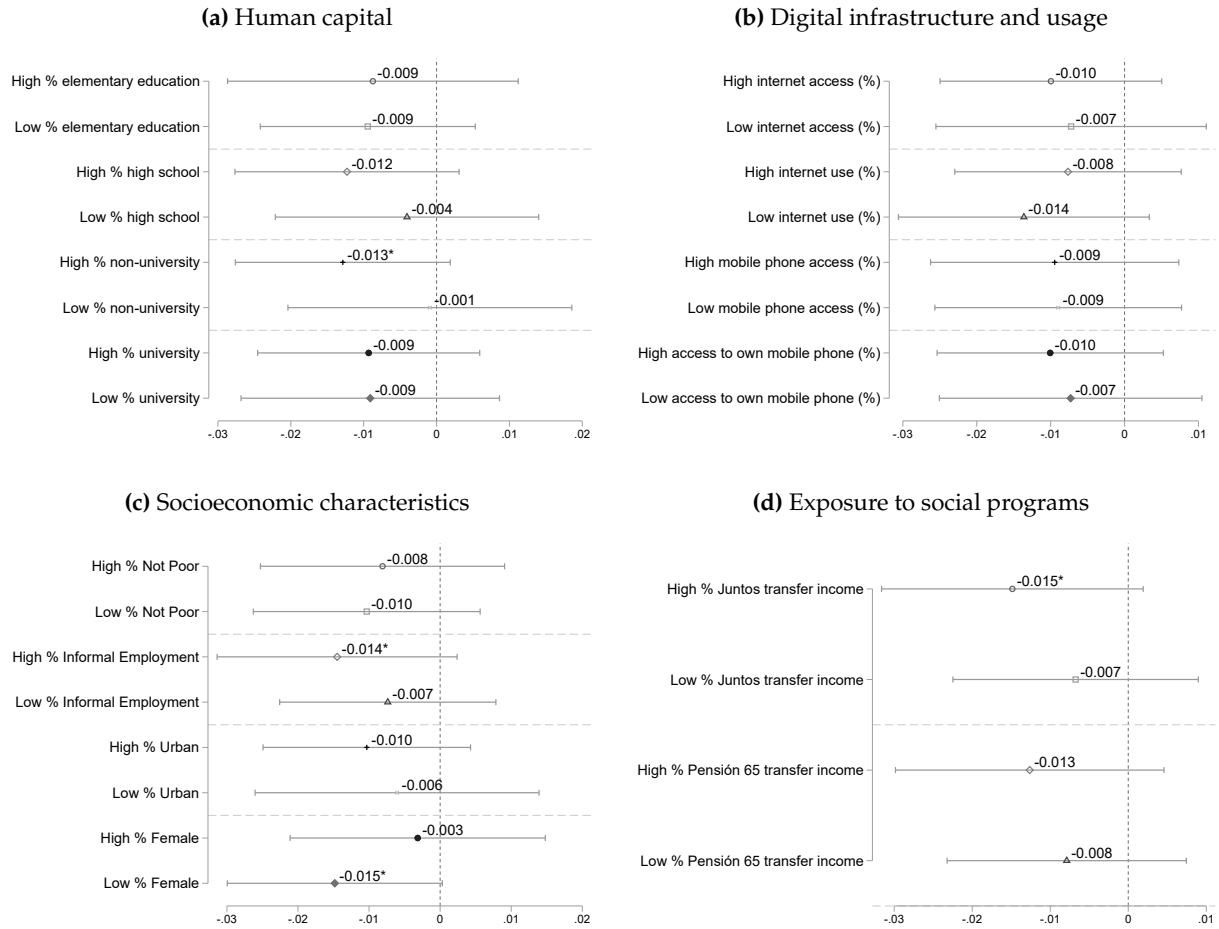 (a) Human capital
High % elementary education
-0.009
Low % elementary education
-0.009
High % high school
-0.012
Low % high school
-0.004
High % non-university
-0.013*
Low % non-university
-0.001
High % university
-0.009
Low % university
-0.009
-.03 -.02 -.01 0 .01 .02
(b) Digital infrastructure and usage
High internet access (%)
-0.010
Low internet access (%)
-0.007
High internet use (%)
-0.008
Low internet use (%)
-0.014
High mobile phone access (%)
-0.009
Low mobile phone access (%)
-0.009
High access to own mobile phone (%)
-0.010
Low access to own mobile phone (%)
-0.007
-.03 -.02 -.01 0 .01
(c) Socioeconomic characteristics
High % Not Poor
-0.008
Low % Not Poor
-0.010
High % Informal Employment
-0.014*
Low % Informal Employment
-0.007
High % Urban
-0.010
Low % Urban
-0.006
High % Female
-0.003
Low % Female
-0.015*
-.03 -.02 -.01 0 .01 .02
(d) Exposure to social programs
High % Juntos transfer income
-0.015*
Low % Juntos transfer income
-0.007
High % Pensión 65 transfer income
-0.013
Low % Pensión 65 transfer income
-0.008
-.03 -.02 -.01 0 .01